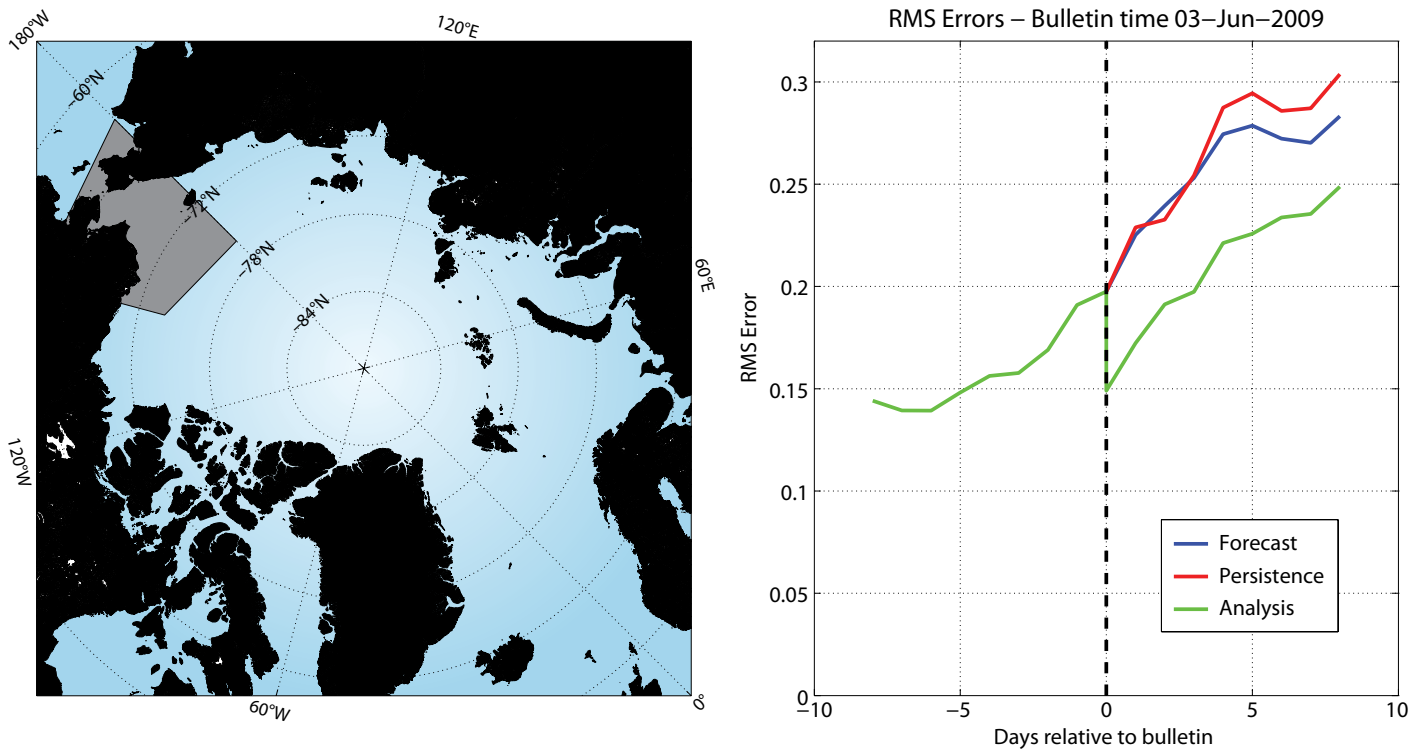 180°W
120°E
−60°N
−72°N
−78°N
−84°N
60°E
120°W
60°W
0°
RMS Errors − Bulletin time 03−Jun−2009
0.3
0.25
0.2
0.15
0.1
0.05
0
RMS Error
Forecast
Persistence
Analysis
−10
−5
0
5
10
Days relative to bulletin